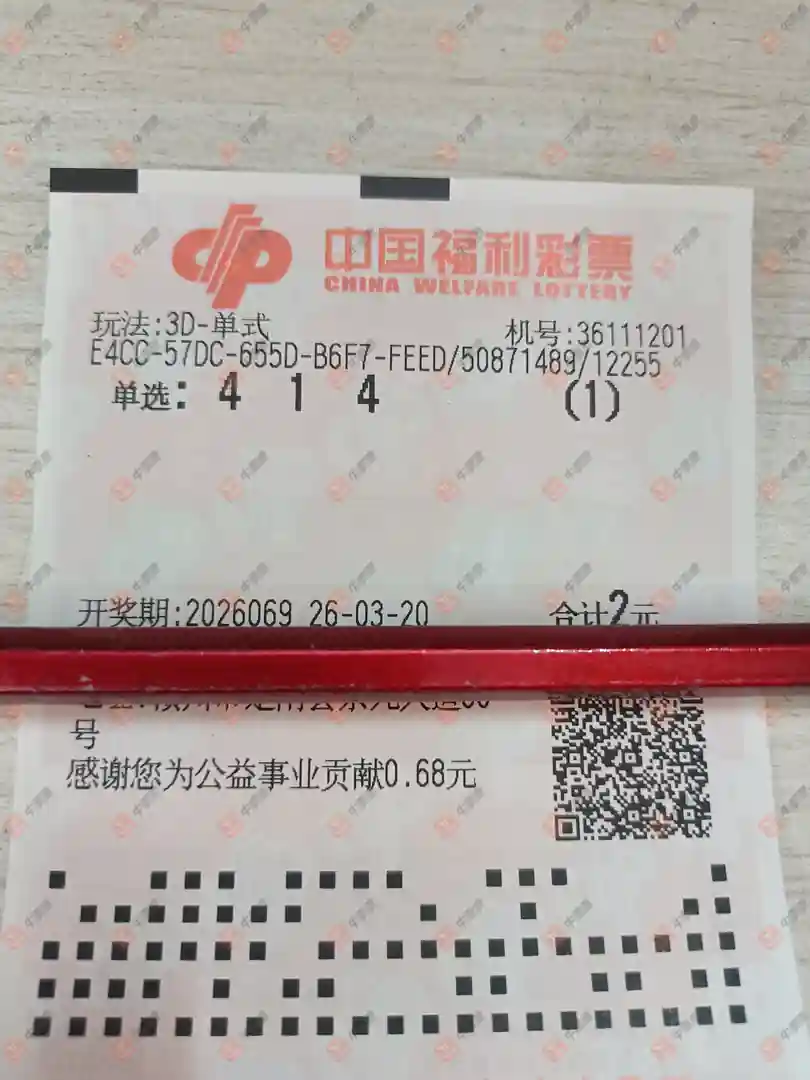 中国福利彩票
CHINA WELFARE LOTTERY
玩法:3D-单式 机号:36111201
E4CC-57DC-655D-B6F7-FEED/50871489/12255
单选: 4 1 4 (1)
开奖期:2026069 26-03-20 合计2元
号
感谢您为公益事业贡献0.68元